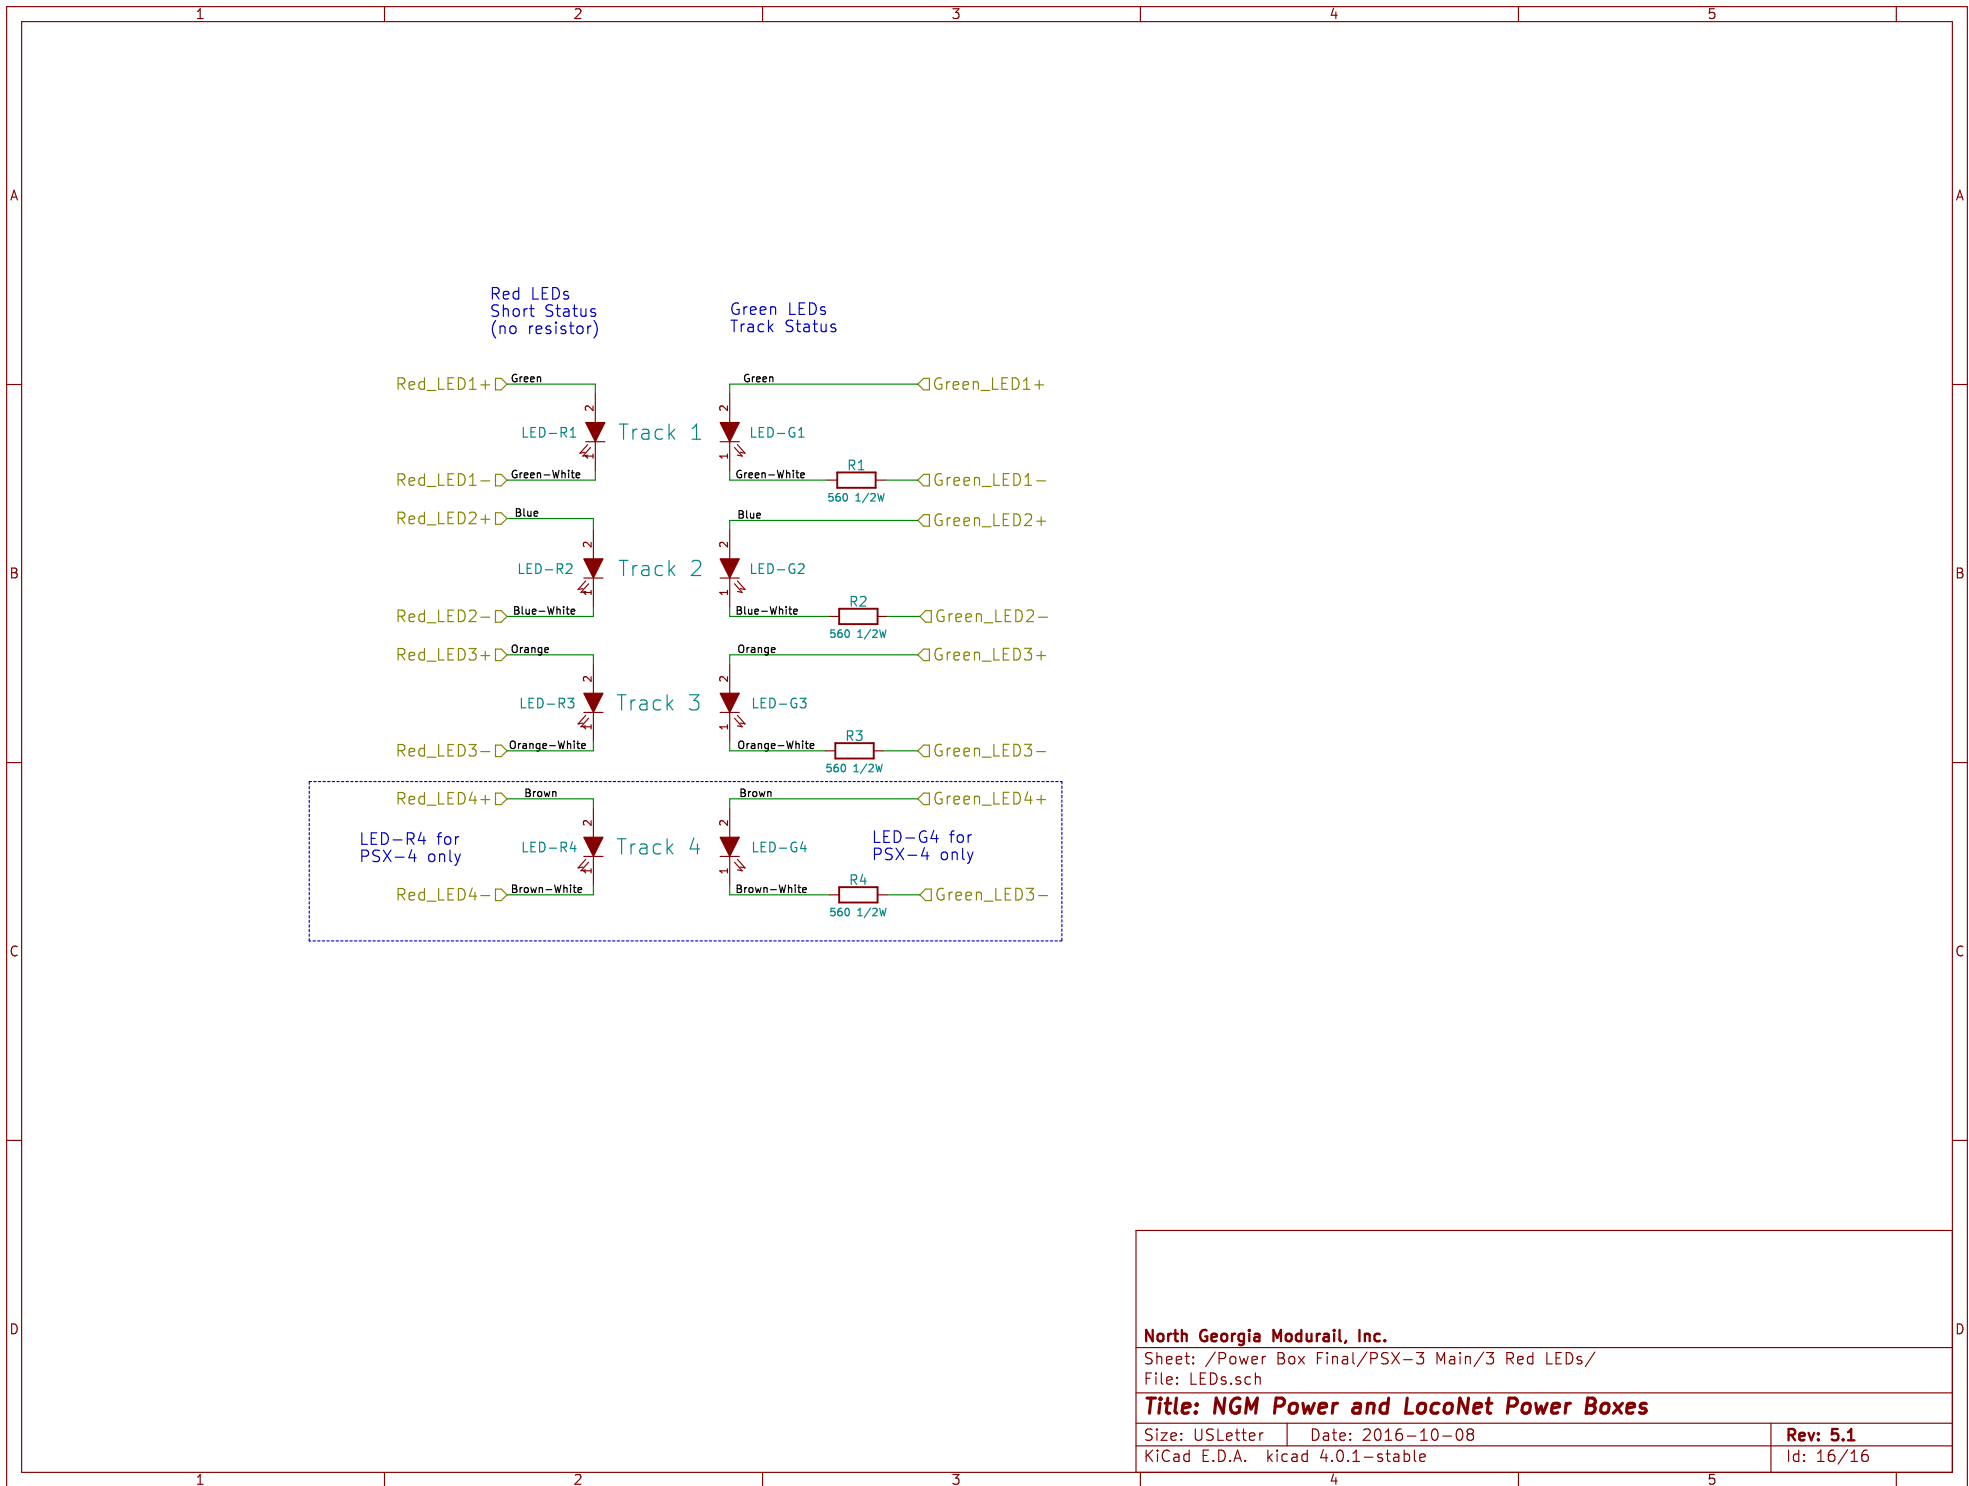 1 2 3 4 5
A A
Red LEDs
Short Status
(no resistor)
Green LEDs
Track Status
Red_LED1+ Green Green Green_LED1+
2 2
LED-R1 Track 1 LED-G1
1 1
Red_LED1- Green-White Green-White R1 Green_LED1-
560 1/2W
Red_LED2+ Blue Blue Green_LED2+
2 2
B LED-R2 Track 2 LED-G2 B
1 1
Red_LED2- Blue-White Blue-White R2 Green_LED2-
560 1/2W
Red_LED3+ Orange Orange Green_LED3+
2 2
LED-R3 Track 3 LED-G3
1 1
Red_LED3- Orange-White Orange-White R3 Green_LED3-
560 1/2W
Red_LED4+ Brown Brown Green_LED4+
2 2
LED-R4 for
PSX-4 only
LED-R4 Track 4 LED-G4
LED-G4 for
PSX-4 only
1 1
Red_LED4- Brown-White Brown-White R4 Green_LED3-
560 1/2W
C C
D D
North Georgia Modurail, Inc.
Sheet: /Power Box Final/PSX-3 Main/3 Red LEDs/
File: LEDs.sch
Title: NGM Power and LocoNet Power Boxes
Size: USLetter Date: 2016-10-08 Rev: 5.1
KiCad E.D.A. kicad 4.0.1-stable Id: 16/16
1 2 3 4 5